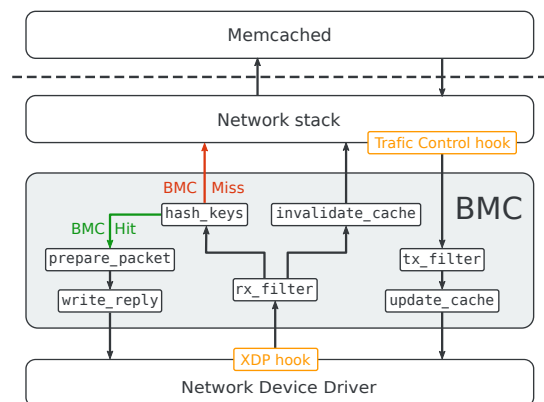 Memcached
Network stack
Trafic Control hook
BMC Miss
hash_keys
invalidate_cache
BMC
BMC Hit
prepare_packet
tx_filter
rx_filter
write_reply
update_cache
XDP hook
Network Device Driver